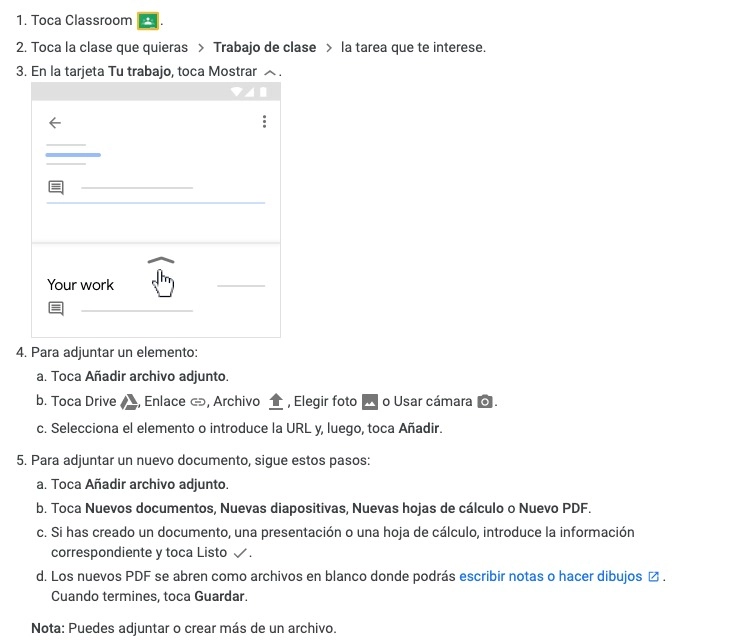 1. Toca Classroom .
2. Toca la clase que quieras > Trabajo de clase > la tarea que te interese.
3. En la tarjeta Tu trabajo, toca Mostrar .
Your work
4. Para adjuntar un elemento:
a. Toca Añadir archivo adjunto.
b. Toca Drive , Enlace , Archivo , Elegir foto o Usar cámara .
c. Selecciona el elemento o introduce la URL y, luego, toca Añadir.
5. Para adjuntar un nuevo documento, sigue estos pasos:
a. Toca Añadir archivo adjunto.
b. Toca Nuevos documentos, Nuevas diapositivas, Nuevas hojas de cálculo o Nuevo PDF.
c. Si has creado un documento, una presentación o una hoja de cálculo, introduce la información
correspondiente y toca Listo .
d. Los nuevos PDF se abren como archivos en blanco donde podrás escribir notas o hacer dibujos .
Cuando termines, toca Guardar.
Nota: Puedes adjuntar o crear más de un archivo.